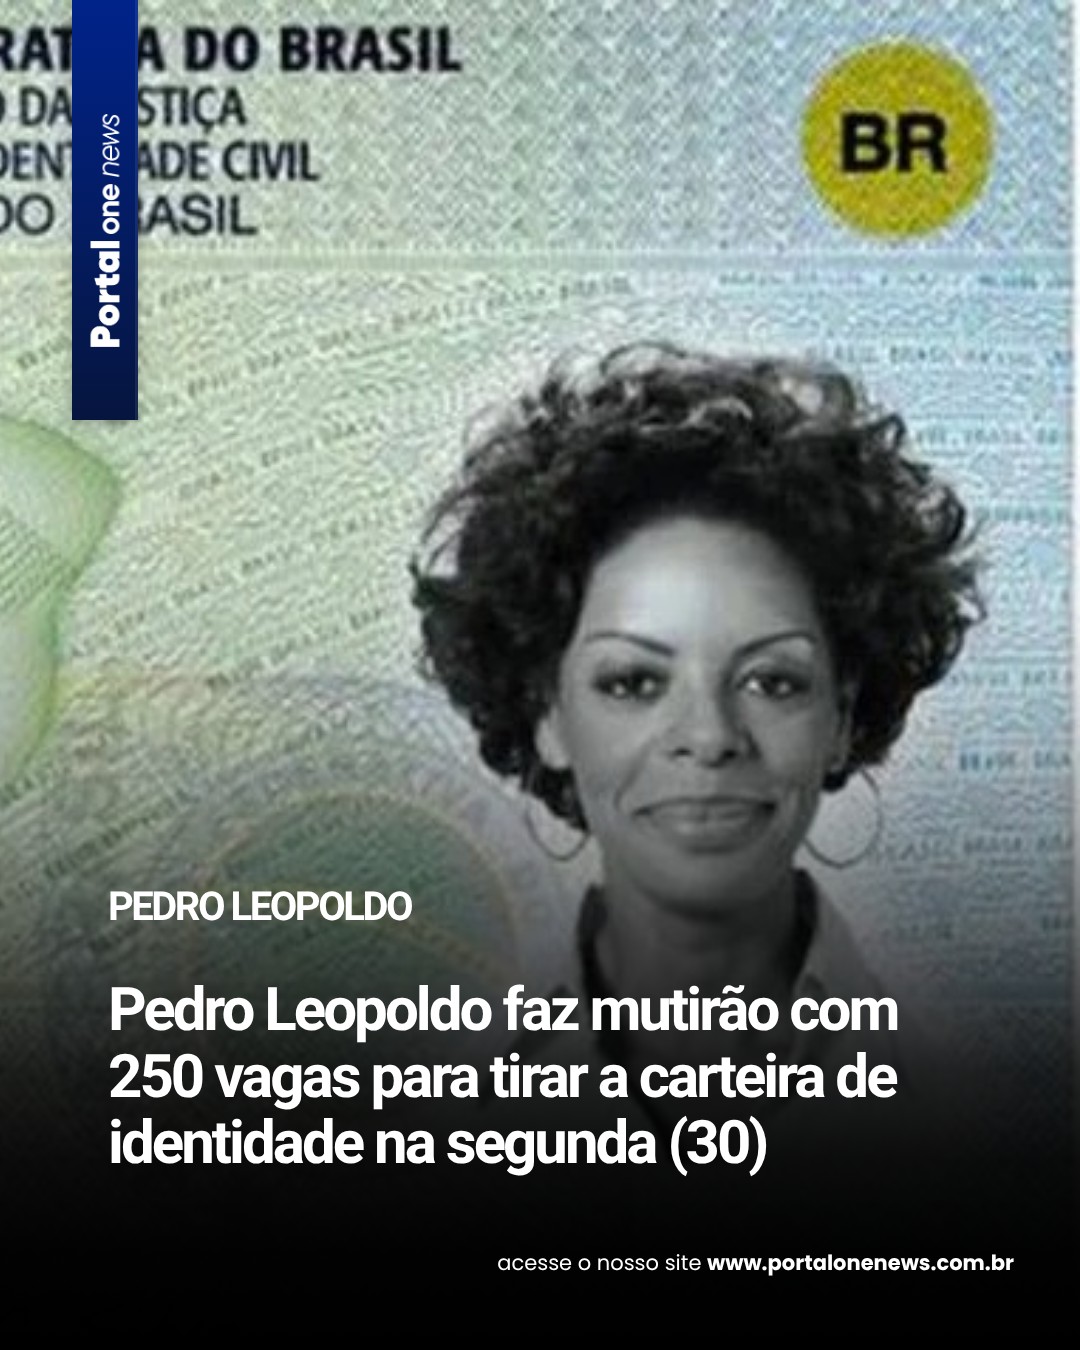 RAT A DO BRASIL
O DA STIÇA
DENT ADE CIVIL
DO RASIL
BR
Portal one news
PEDRO LEOPOLDO
Pedro Leopoldo faz mutirão com
250 vagas para tirar a carteira de
identidade na segunda (30)
acesse o nosso site www.portalonenews.com.br